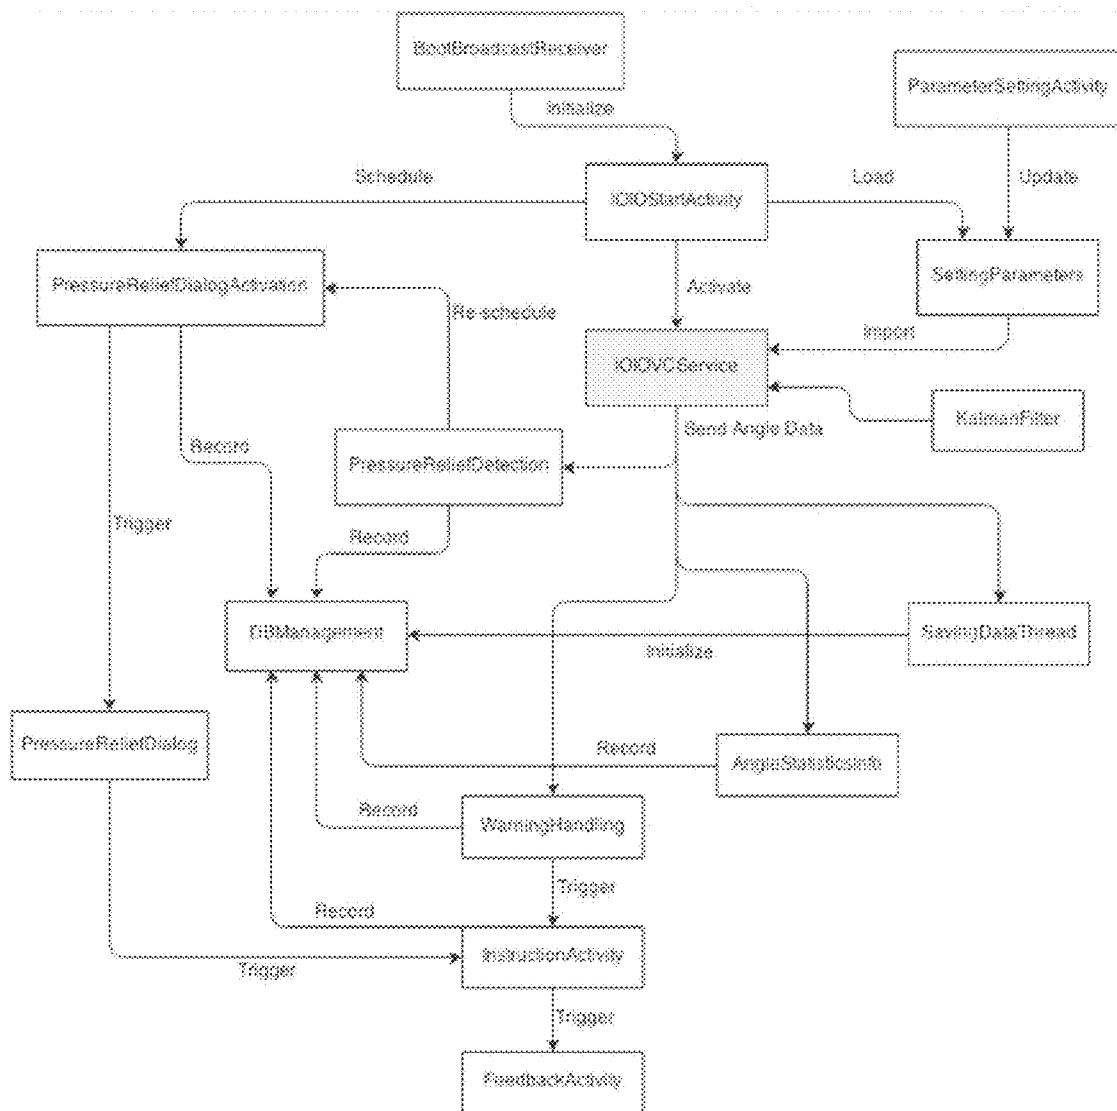 BootBroadcastReceiver
ParameterSettingActivity
Initialize
Schedule
Load
Update
IOIOStartActivity
PressureReliefDialogActivation
SettingParameters
Activate
Re-schedule
Import
IOIOVCService
KalmanFilter
Send Angle Data
Record
PressureReliefDetection
Trigger
Record
DBManagement
SavingDataThread
Initialize
PressureReliefDialog
Record
AngleStatisticsInfo
Record
WarningHandling
Trigger
Record
InstructionActivity
Trigger
Trigger
FeedbackActivity